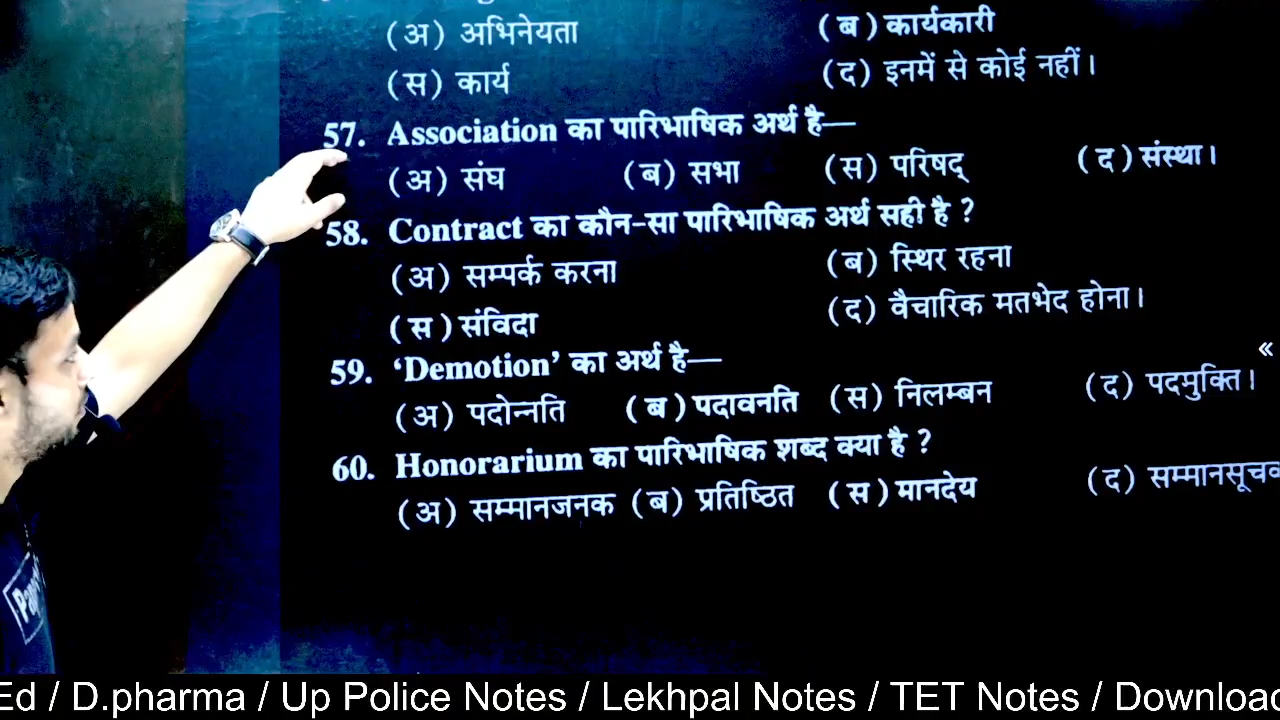 (अ) अभिनेयता (ब) कार्यकारी
(स) कार्य (द) इनमें से कोई नहीं।
57. Association का पारिभाषिक अर्थ है—
(अ) संघ (ब) सभा (स) परिषद् (द) संस्था।
58. Contract का कौन-सा पारिभाषिक अर्थ सही है ?
(अ) सम्पर्क करना (ब) स्थिर रहना
(स) संविदा (द) वैचारिक मतभेद होना।
«
59. ‘Demotion’ का अर्थ है—
(अ) पदोन्नति (ब) पदावनति (स) निलम्बन (द) पदमुक्ति।
60. Honorarium का पारिभाषिक शब्द क्या है ?
(अ) सम्मानजनक (ब) प्रतिष्ठित (स) मानदेय (द)
Ed / D.pharma / Up Police Notes / Lekhpal Notes / TET Notes / Download